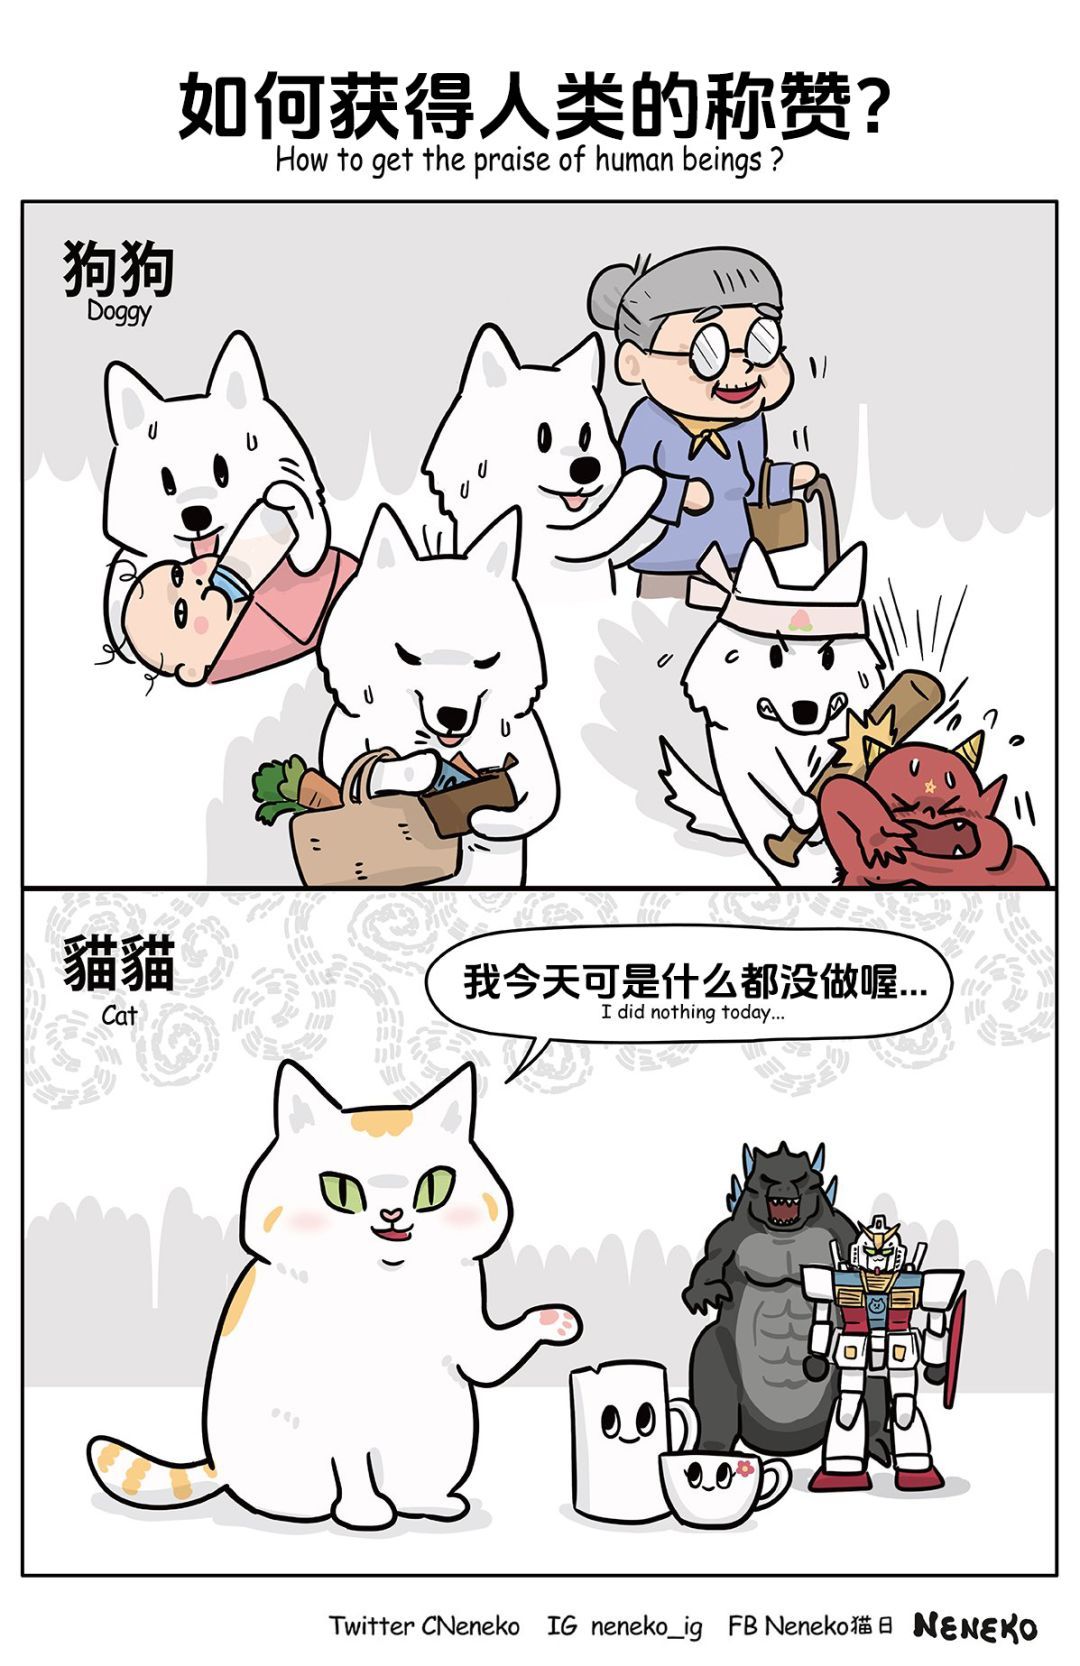 如何获得人类的称赞?
How to get the praise of human beings ?
狗狗
Doggy
貓貓
Cat
我今天可是什么都没做喔...
I did nothing today...
Twitter CNeneko IG neneko_ig FB Neneko猫日 NENEKO